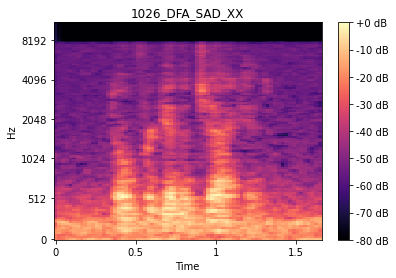 1026_DFA_SAD_XX
+0 dB
8192
-10 dB
4096
-20 dB
-30 dB
2048
Hz
-40 dB
1024
-50 dB
512
-60 dB
-70 dB
0
-80 dB
0
0.5
1
1.5
Time